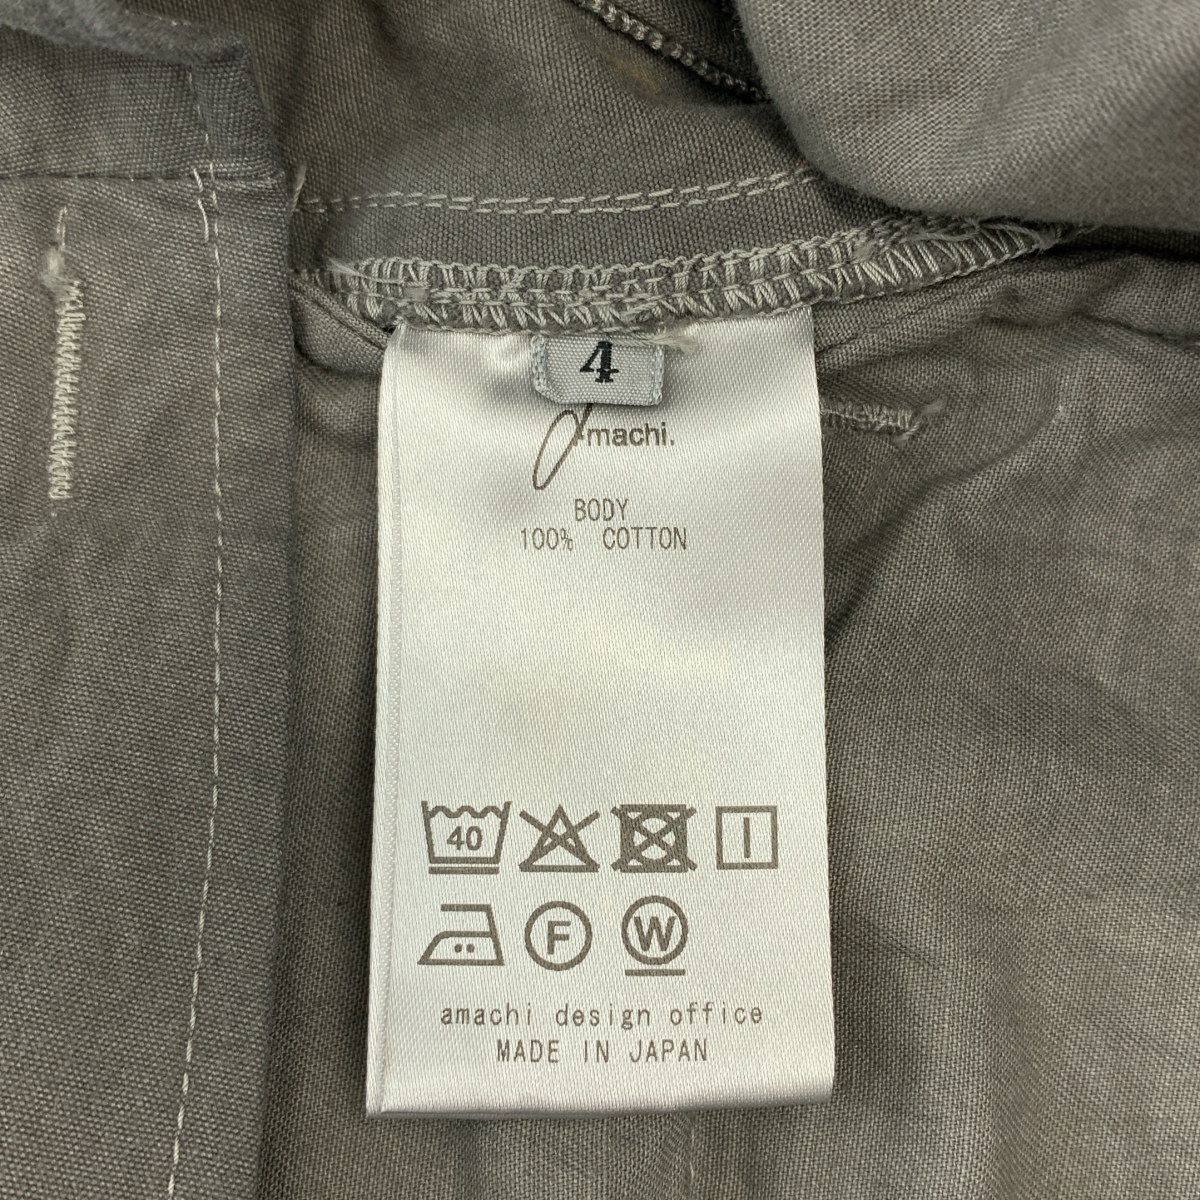 4
amachi.
BODY
100% COTTON
40
F
W
amachi design office
MADE IN JAPAN